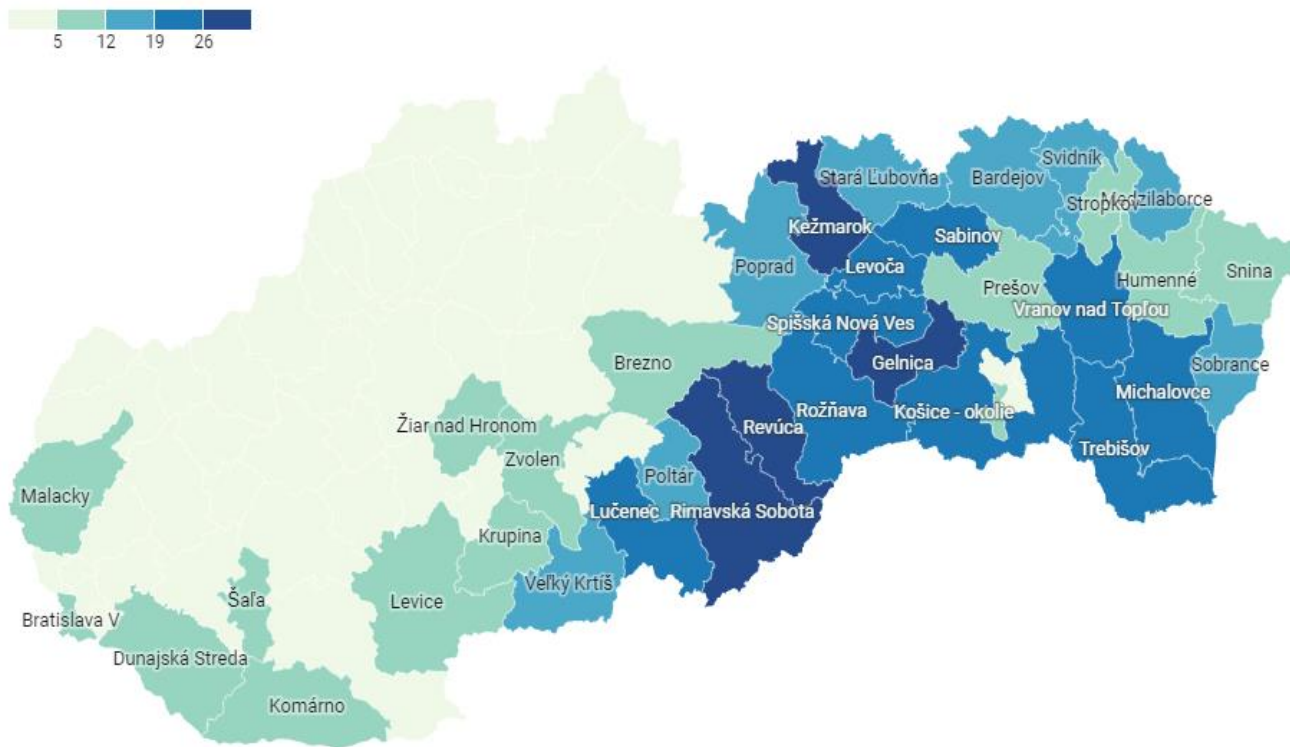 5 12 19 26
Svidník
Stará Ľubovňa
Bardejov
Medzilaborce
Stropkov
Kežmarok
Sabinov
Poprad
Levoča
Snina
Humenné
Prešov
Vranov nad Topľou
Spišská Nová Ves
Brezno
Gelnica
Sobrance
Michalovce
Rožňava
Košice - okolie
Žiar nad Hronom
Revúca
Trebišov
Zvolen
Poltár
Malacky
Lučenec
Rimavská Sobota
Krupina
Veľký Krtíš
Šaľa
Levice
Bratislava V
Dunajská Streda
Komárno